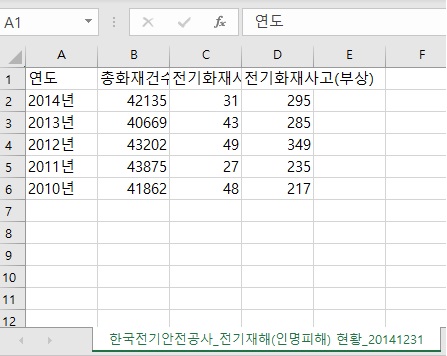 A1
fx 연도
A B C D E F
1 연도 총화재건수 전기화재사 전기화재사고(부상)
2 2014년 42135 31 295
3 2013년 40669 43 285
4 2012년 43202 49 349
5 2011년 43875 27 235
6 2010년 41862 48 217
7
8
9
10
11
12
한국전기안전공사_전기재해(인명피해) 현황_20141231